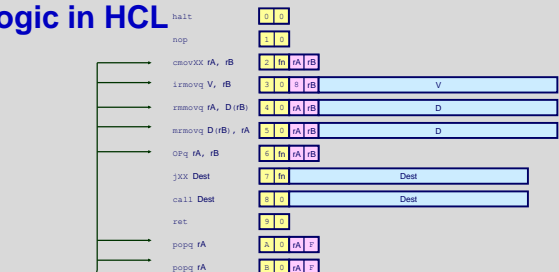 ogic in HCL
halt 0 0
nop 1 0
cmovXX rA, rB 2 fn rA rB
irmovq V, rB 3 0 8 rB V
rmmovq rA, D(rB) 4 0 rA rB D
mrmovq D(rB), rA 5 0 rA rB D
OPq rA, rB 6 fn rA rB
jXX Dest 7 fn Dest
call Dest 8 0 Dest
ret 9 0
popq rA A 0 rA F
popq rA B 0 rA F